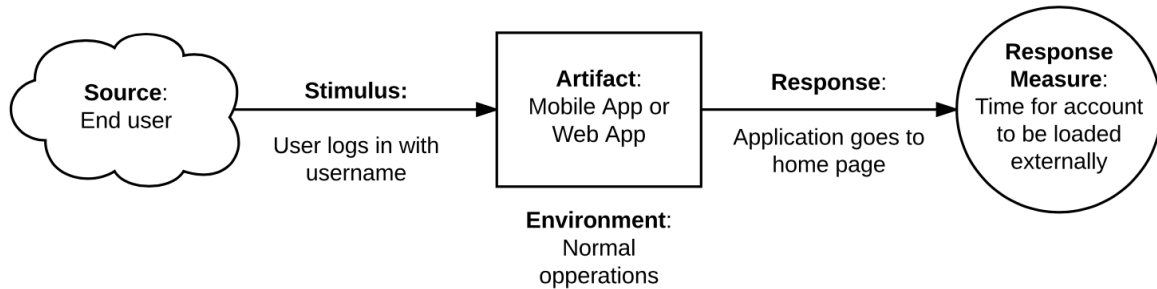 Source:
End user
Stimulus:
User logs in with
username
Artifact:
Mobile App or
Web App
Environment:
Normal
opperations
Response:
Application goes to
home page
Response
Measure:
Time for account
to be loaded
externally